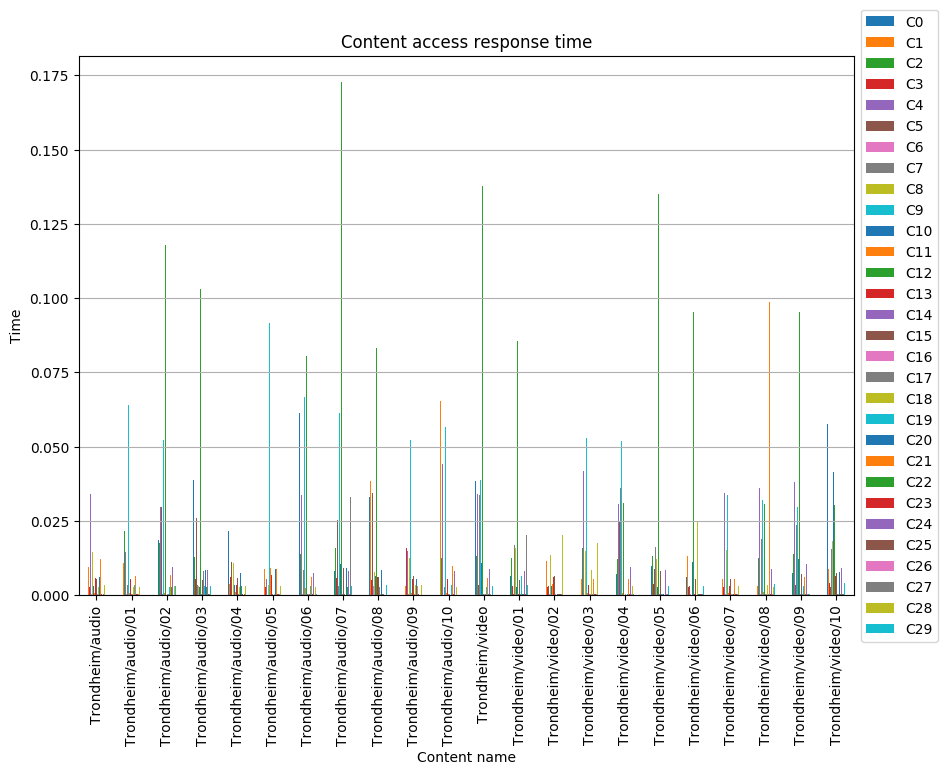 Content access response time
Time
0.175
0.150
0.125
0.100
0.075
0.050
0.025
0.000
Trondheim/audio
Trondheim/audio/01
Trondheim/audio/02
Trondheim/audio/03
Trondheim/audio/04
Trondheim/audio/05
Trondheim/audio/06
Trondheim/audio/07
Trondheim/audio/08
Trondheim/audio/09
Trondheim/audio/10
Trondheim/video
Trondheim/video/01
Trondheim/video/02
Trondheim/video/03
Trondheim/video/04
Trondheim/video/05
Trondheim/video/06
Trondheim/video/07
Trondheim/video/08
Trondheim/video/09
Trondheim/video/10
Content name
C0
C1
C2
C3
C4
C5
C6
C7
C8
C9
C10
C11
C12
C13
C14
C15
C16
C17
C18
C19
C20
C21
C22
C23
C24
C25
C26
C27
C28
C29